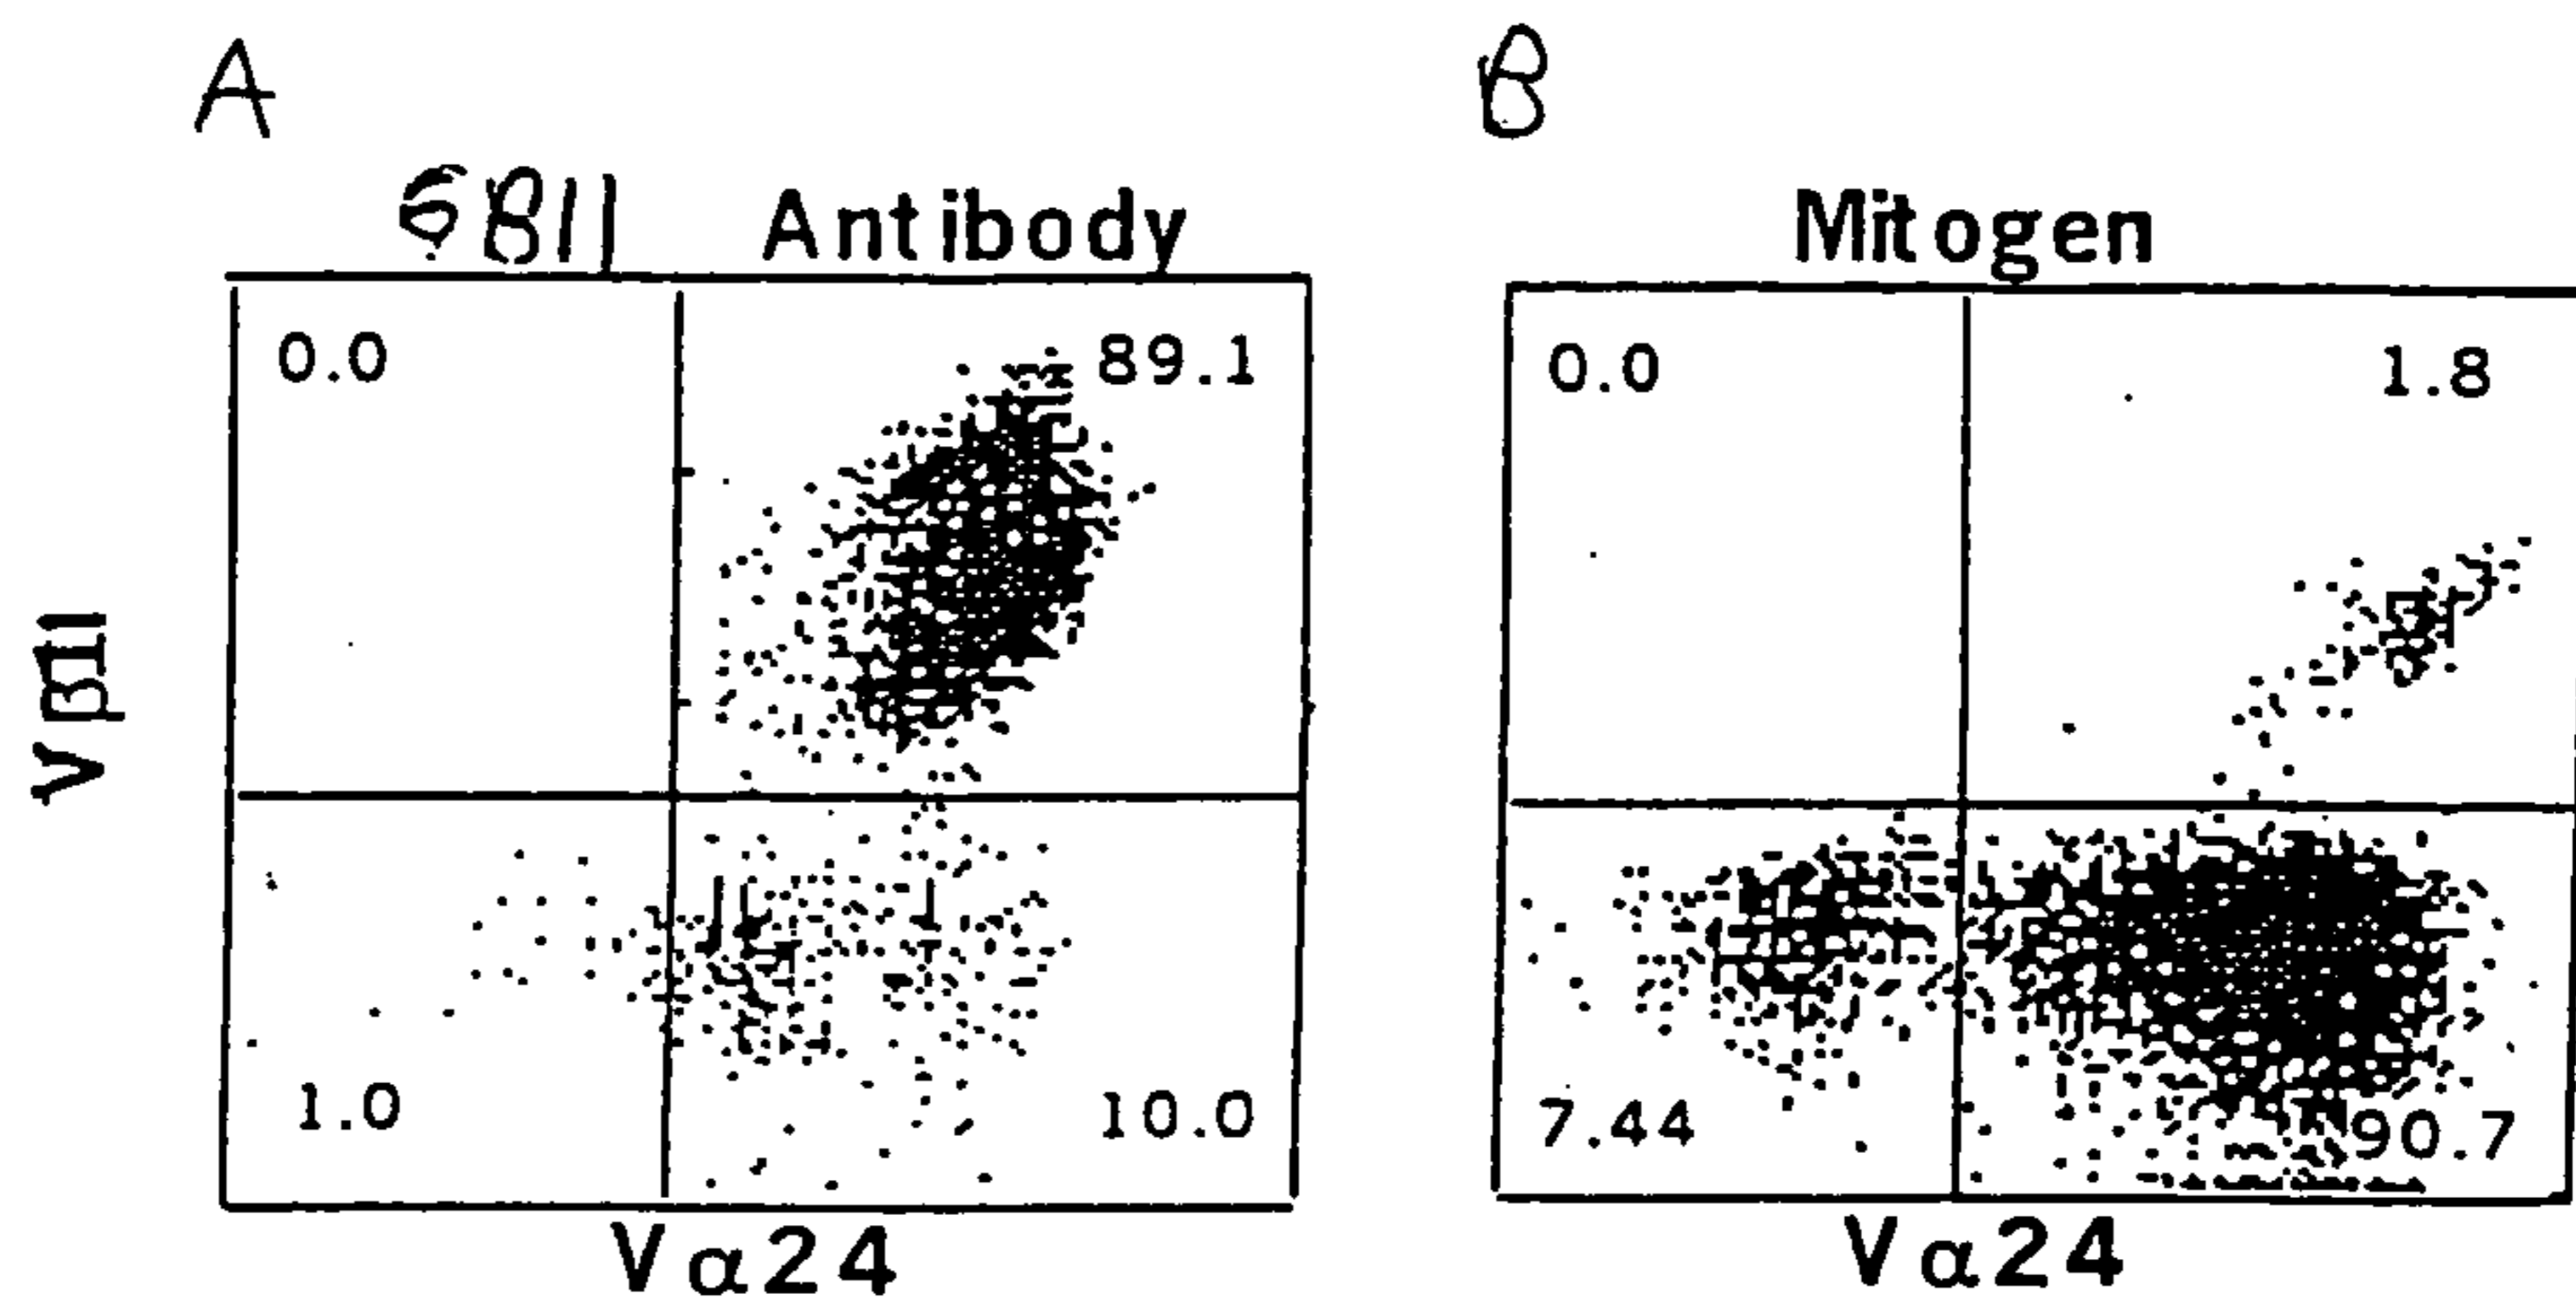 A
B
6B11 Antibody
Mitogen
0.0
89.1
0.0
1.8
Vβ11
1.0
10.0
7.44
90.7
Vα24
Vα24